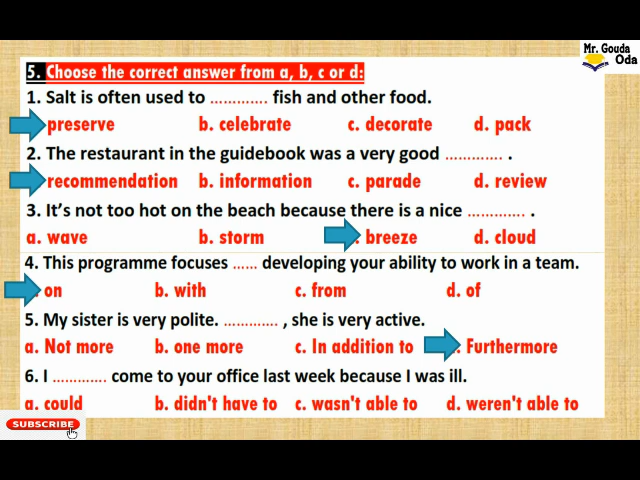 Mr. Gouda
Oda
5. Choose the correct answer from a, b, c or d:
1. Salt is often used to ............. fish and other food.
preserve b. celebrate c. decorate d. pack
2. The restaurant in the guidebook was a very good ............. .
recommendation b. information c. parade d. review
3. It's not too hot on the beach because there is a nice ............. .
a. wave b. storm . breeze d. cloud
4. This programme focuses ...... developing your ability to work in a team.
on b. with c. from d. of
5. My sister is very polite. ............. , she is very active.
a. Not more b. one more c. In addition to . Furthermore
6. I ............. come to your office last week because I was ill.
a. could b. didn't have to c. wasn't able to d. weren't able to
SUBSCRIBE